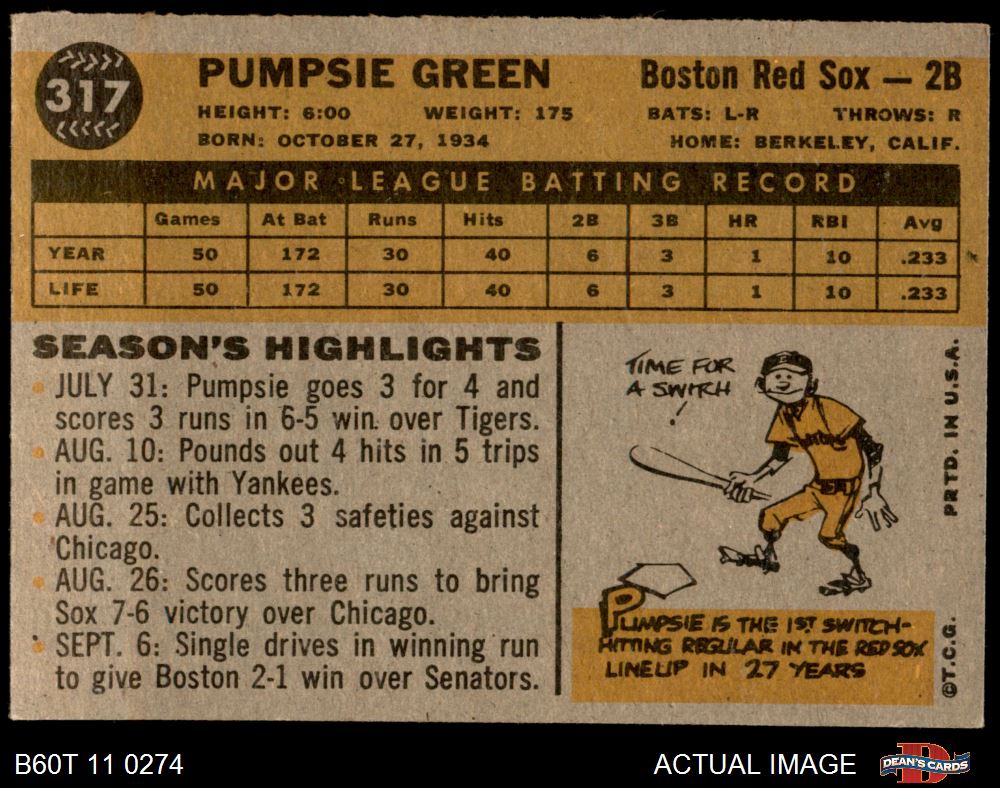 317
PUMPSIE GREEN Boston Red Sox — 2B
HEIGHT: 6:00 WEIGHT: 175 BATS: L-R THROWS: R
BORN: OCTOBER 27, 1934 HOME: BERKELEY, CALIF.
MAJOR LEAGUE BATTING RECORD
Games At Bat Runs Hits 2B 3B HR RBI Avg
YEAR 50 172 30 40 6 3 1 10 .233
LIFE 50 172 30 40 6 3 1 10 .233
SEASON'S HIGHLIGHTS
JULY 31: Pumpsie goes 3 for 4 and
scores 3 runs in 6-5 win over Tigers.
AUG. 10: Pounds out 4 hits in 5 trips
in game with Yankees.
AUG. 25: Collects 3 safeties against
Chicago.
AUG. 26: Scores three runs to bring
Sox 7-6 victory over Chicago.
SEPT. 6: Single drives in winning run
to give Boston 2-1 win over Senators.
TIME FOR
A SWITCH
!
PUMPSIE IS THE 1ST SWITCH-
HITTING REGULAR IN THE RED SOX
LINEUP IN 27 YEARS
©T.C.G. PRTD. IN U.S.A.
B60T 11 0274 ACTUAL IMAGE
DEAN'S CARDS